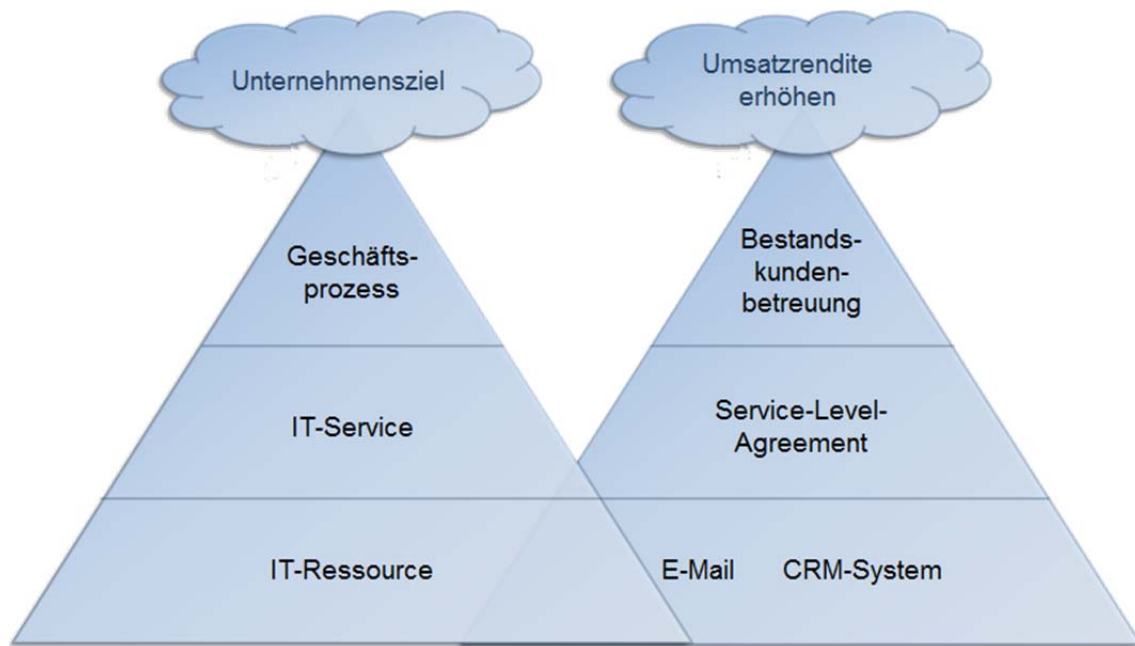 Unternehmensziel
Umsatzrendite
erhöhen
Geschäfts-
prozess
Bestands-
kunden-
betreuung
IT-Service
Service-Level-
Agreement
IT-Ressource
E-Mail
CRM-System